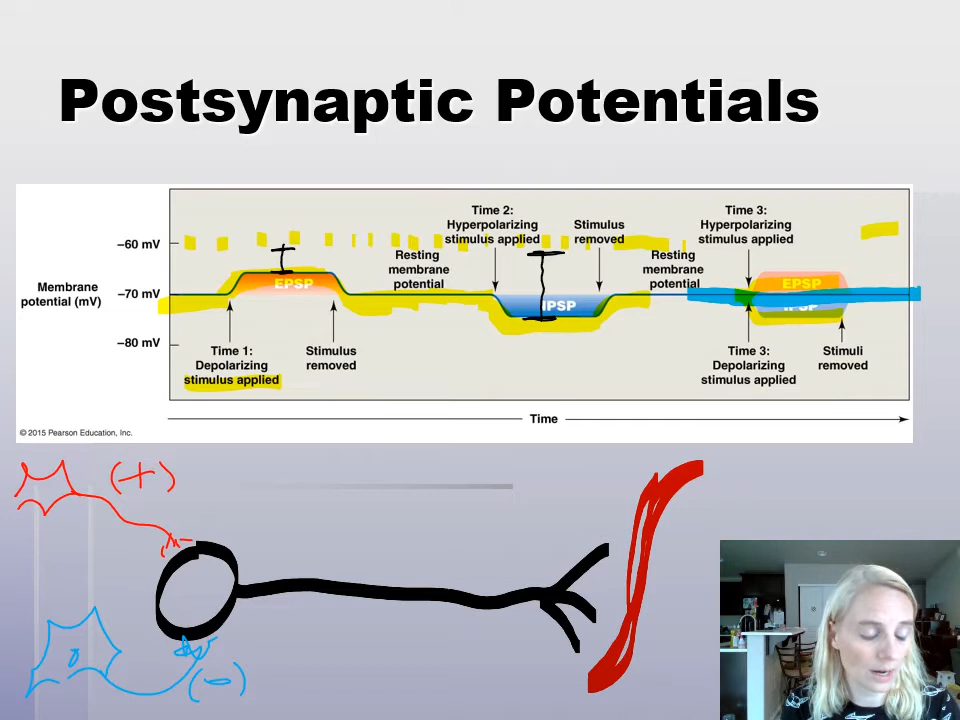 Postsynaptic Potentials
Time 2:
Hyperpolarizing
stimulus applied
Stimulus
removed
Time 3:
Hyperpolarizing
stimulus applied
–60 mV
Resting
membrane
potential
Resting
membrane
potential
Membrane
potential (mV)
–70 mV
EPSP
IPSP
EPSP
IPSP
–80 mV
Time 1:
Depolarizing
stimulus applied
Stimulus
removed
Time 3:
Depolarizing
stimulus applied
Stimuli
removed
Time
© 2015 Pearson Education, Inc.
(+)
(-)